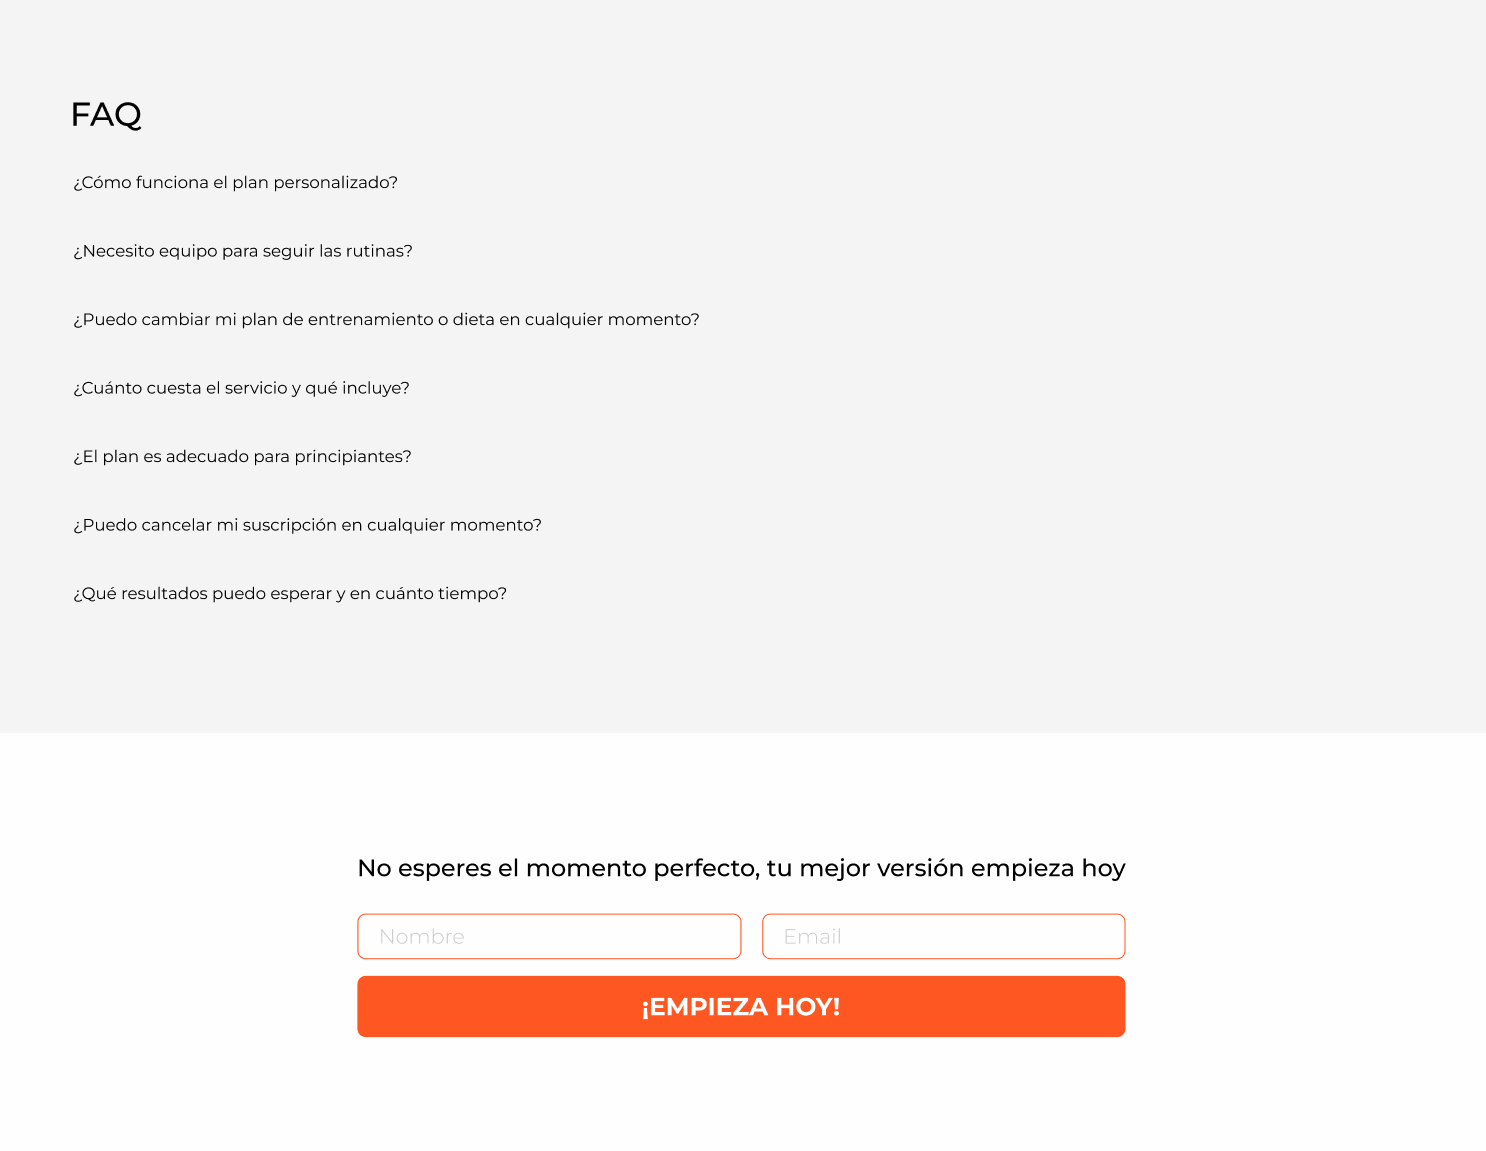 FAQ
¿Cómo funciona el plan personalizado?
¿Necesito equipo para seguir las rutinas?
¿Puedo cambiar mi plan de entrenamiento o dieta en cualquier momento?
¿Cuánto cuesta el servicio y qué incluye?
¿El plan es adecuado para principiantes?
¿Puedo cancelar mi suscripción en cualquier momento?
¿Qué resultados puedo esperar y en cuánto tiempo?
No esperes el momento perfecto, tu mejor versión empieza hoy
Nombre Email
¡EMPIEZA HOY!